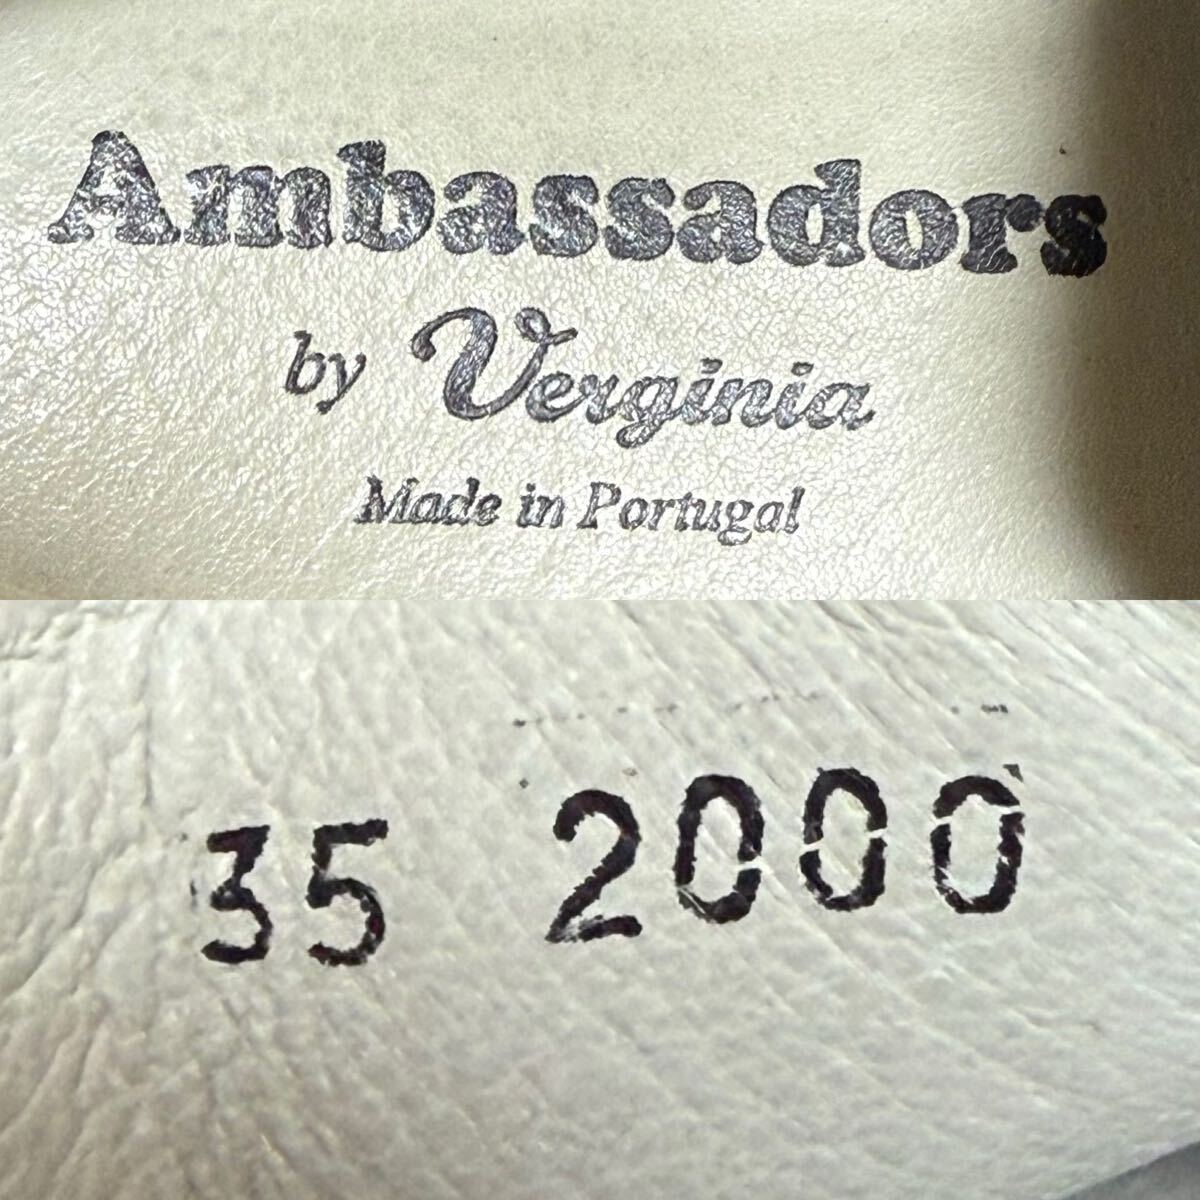 Ambassadors
by Verginia
Made in Portugal
35 2000